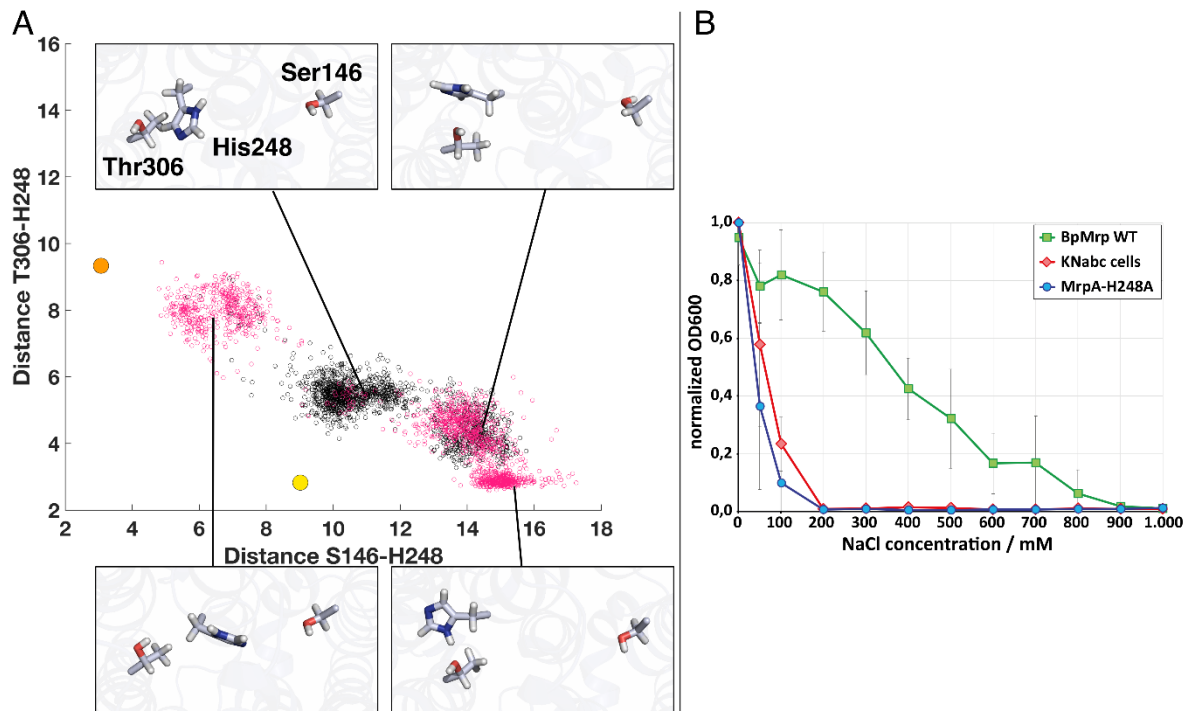 A
16
14
12
10
8
6
4
2
Distance T306-H248
Ser146
His248
Thr306
2
4
6
8
10
12
14
16
18
Distance S146-H248
B
1,0
0,8
0,6
0,4
0,2
0,0
normalized OD600
BpMrp WT
KNabc cells
MrpA-H248A
0
100
200
300
400
500
600
700
800
900
1.000
NaCl concentration / mM